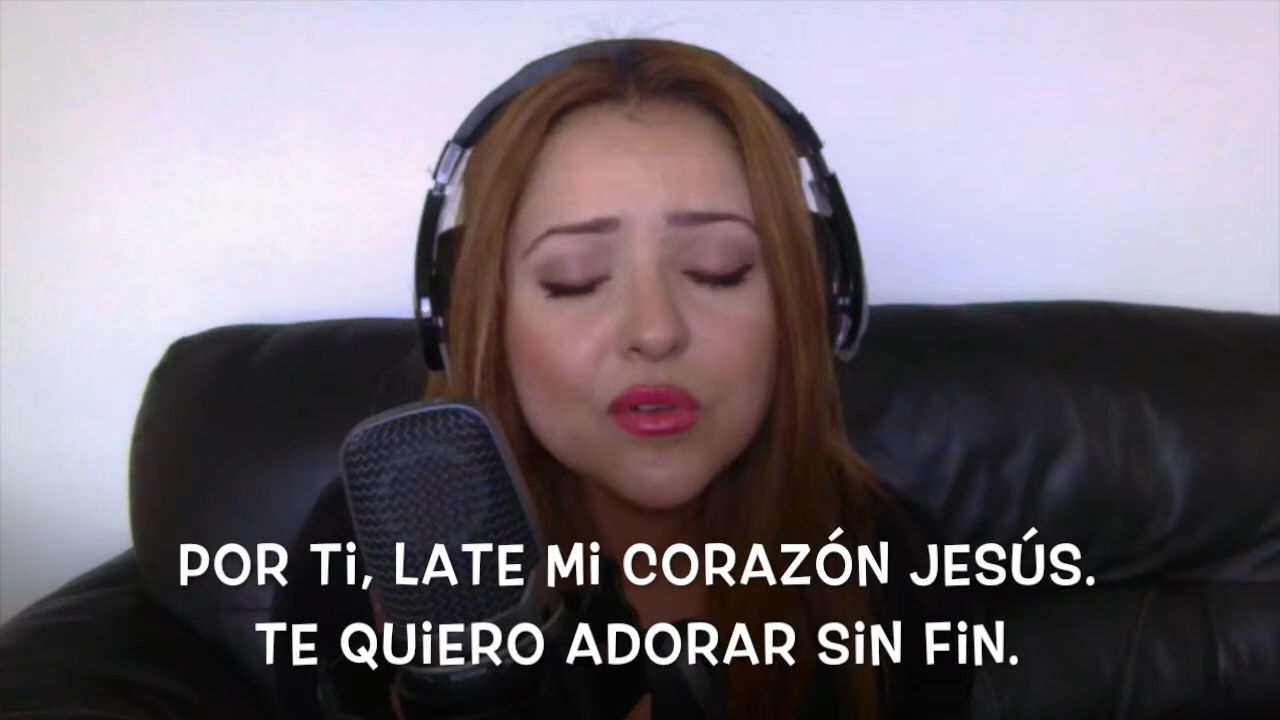 POR Ti, LATE Mi CORAZÓN JESÚS.
TE QUiERO ADORAR SiN FiN.